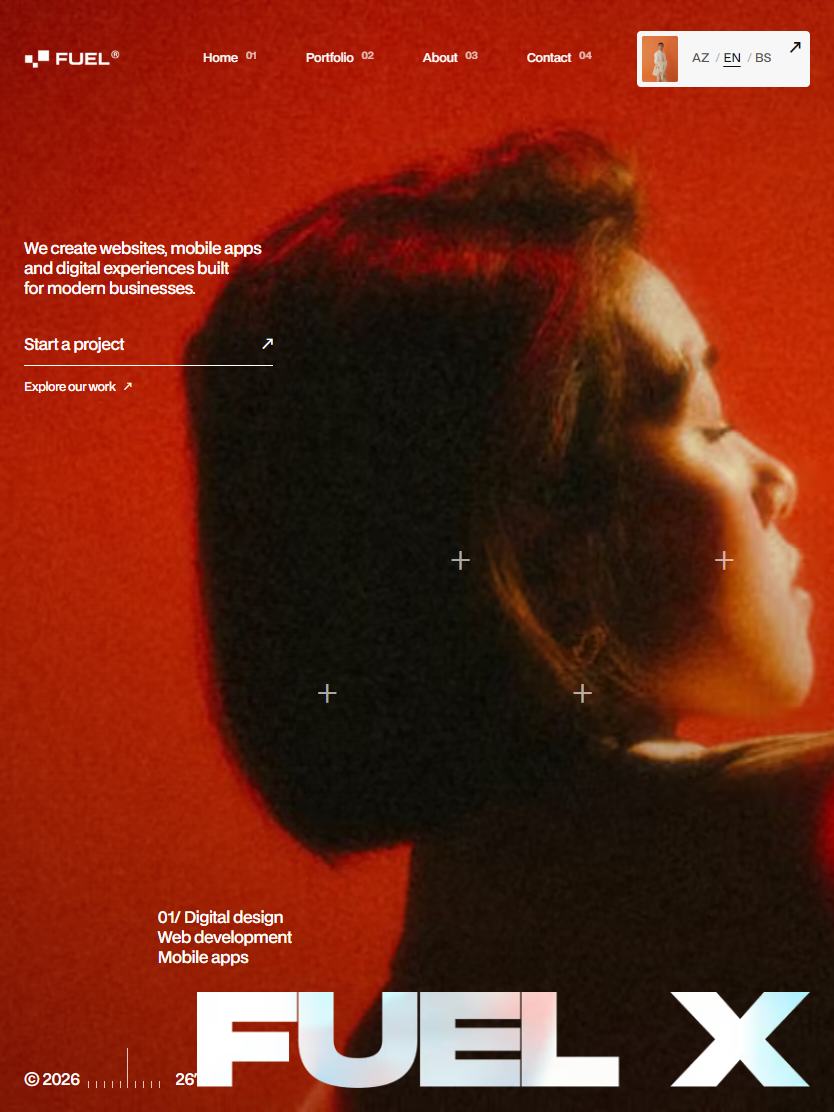 FUEL®
Home 01
Portfolio 02
About 03
Contact 04
AZ / EN / BS
We create websites, mobile apps
and digital experiences built
for modern businesses.
Start a project
Explore our work
01/ Digital design
Web development
Mobile apps
© 2026
26'
FUEL X